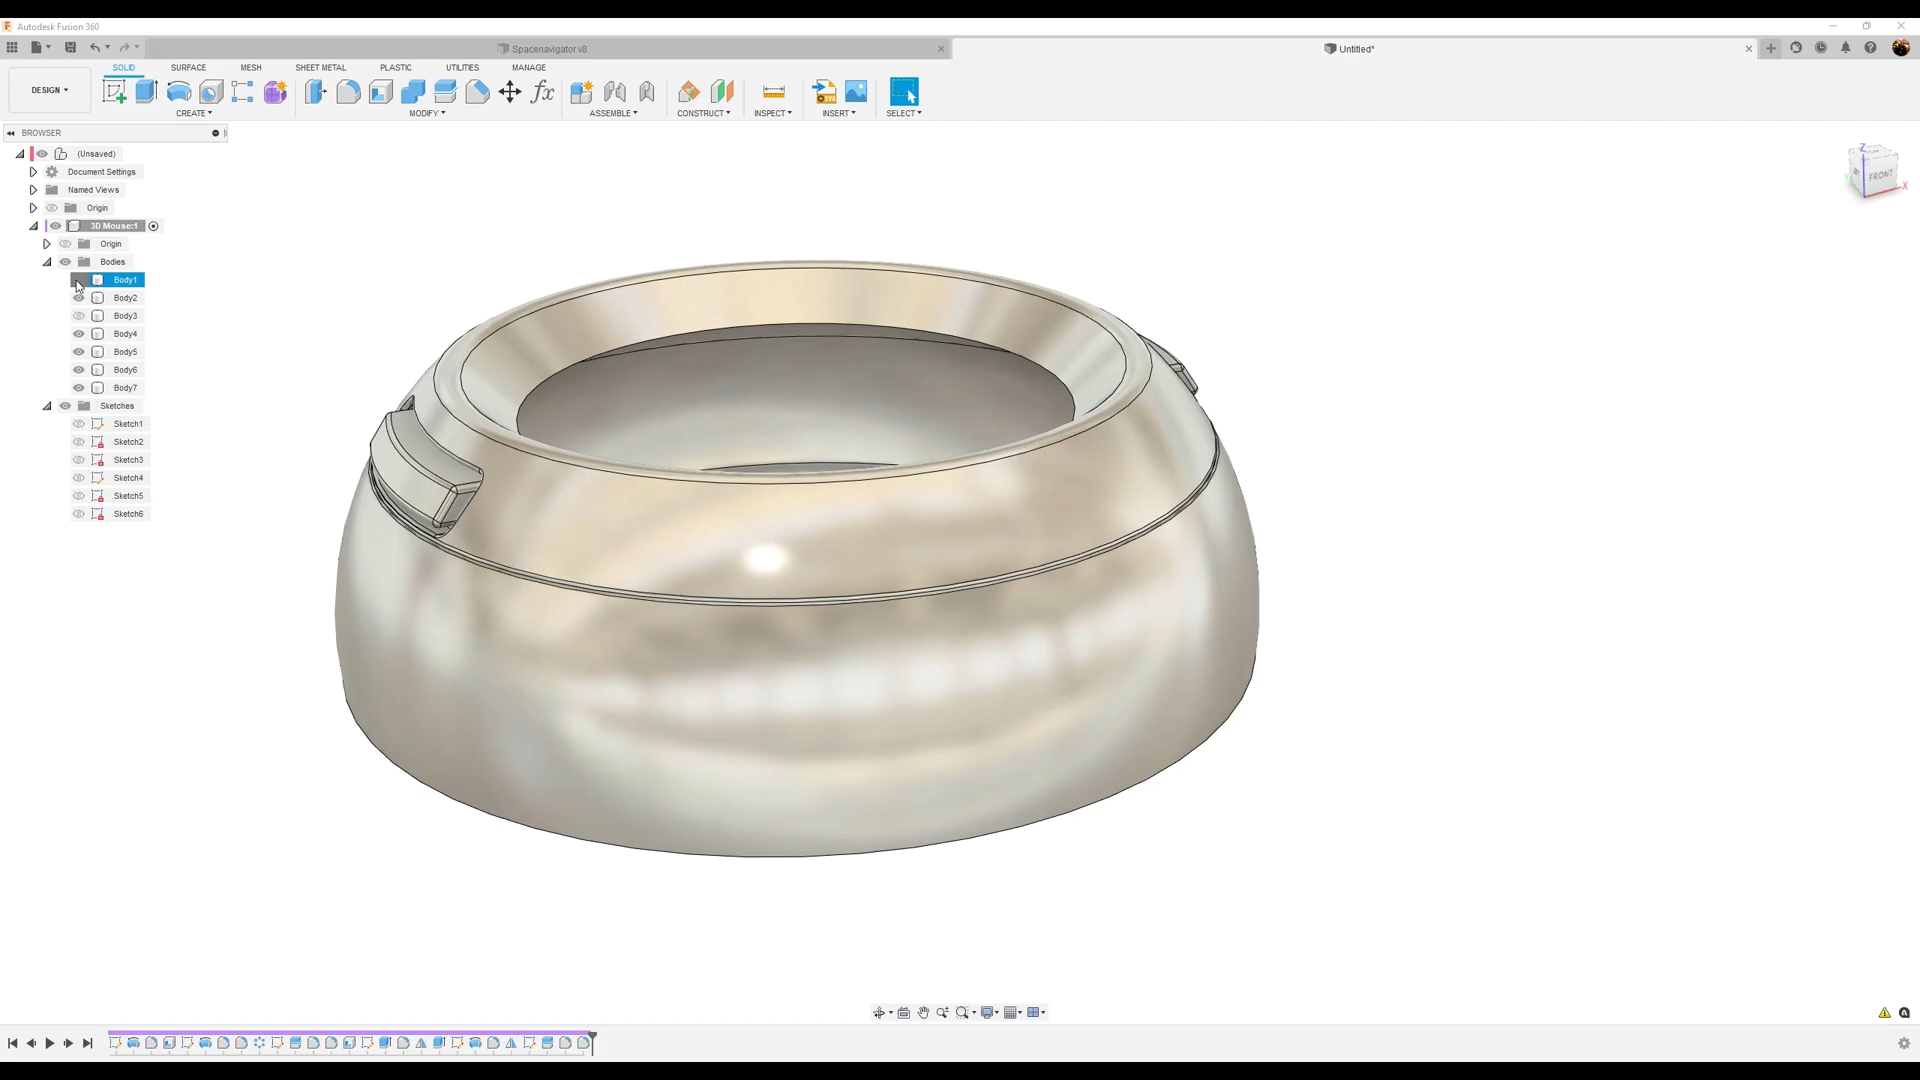 Autodesk Fusion 360
Spacenavigator v8
Untitled*
DESIGN
SOLID SURFACE MESH SHEET METAL PLASTIC UTILITIES MANAGE
CREATE MODIFY ASSEMBLE CONSTRUCT INSPECT INSERT SELECT
BROWSER
(Unsaved)
Document Settings
Named Views
Origin
3D Mouse:1
Origin
Bodies
Body1
Body2
Body3
Body4
Body5
Body6
Body7
Sketches
Sketch1
Sketch2
Sketch3
Sketch4
Sketch5
Sketch6
Z
FRONT
X